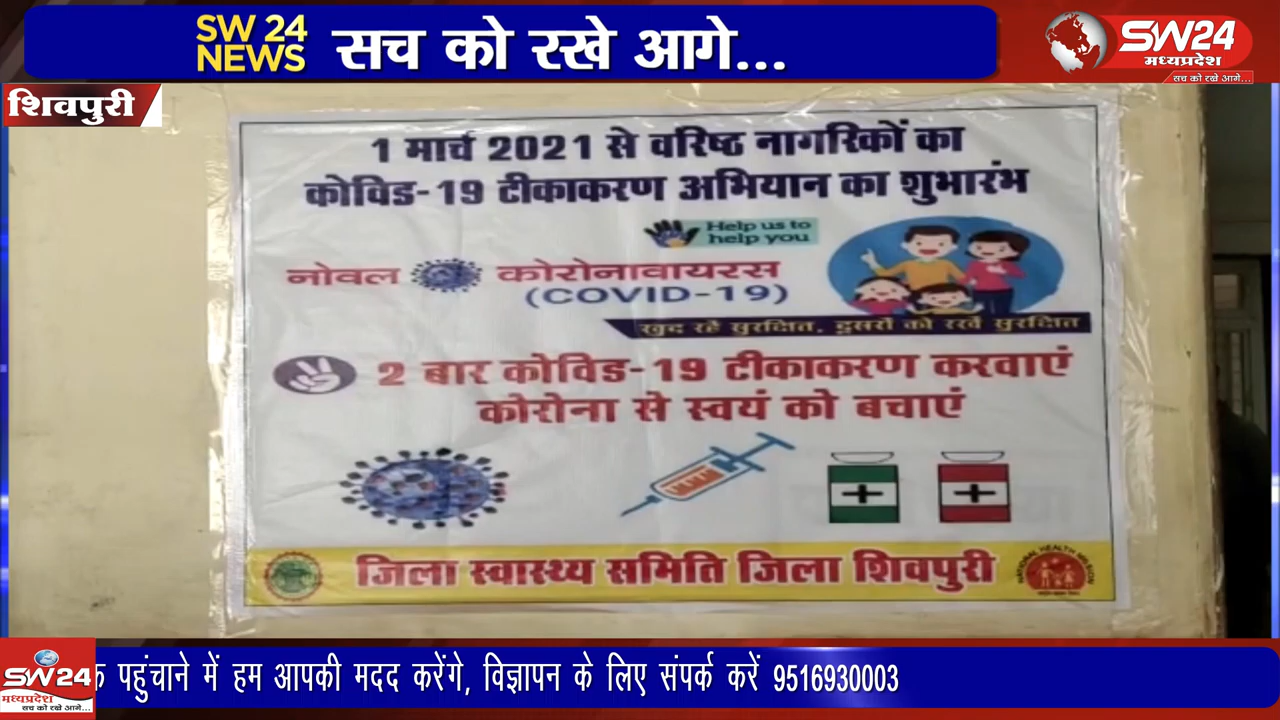 SW 24 NEWS सच को रखे आगे...
SW24
मध्यप्रदेश
सच को रखे आगे...
शिवपुरी
1 मार्च 2021 से वरिष्ठ नागरिकों का
कोविड-19 टीकाकरण अभियान का शुभारंभ
Help us to
help you
नोवल कोरोनावायरस
(COVID-19)
खुद रहें सुरक्षित, दूसरों को रखें सुरक्षित
2 बार कोविड-19 टीकाकरण करवाएं
कोरोना से स्वयं को बचाएं
जिला स्वास्थ्य समिति जिला शिवपुरी
NATIONAL HEALTH MISSION
SW24
मध्यप्रदेश
सच को रखे आगे...
पहुंचाने में हम आपकी मदद करेंगे, विज्ञापन के लिए संपर्क करें 9516930003